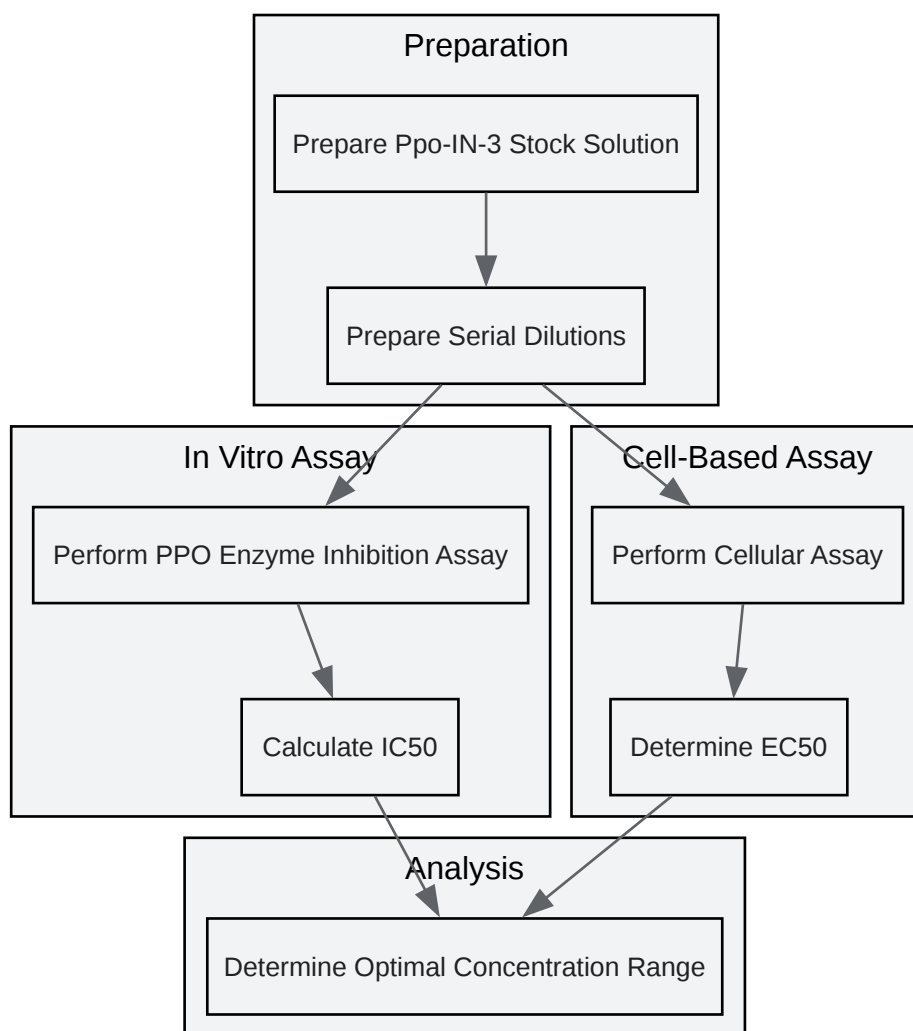 Preparation
Prepare Ppo-IN-3 Stock Solution
Prepare Serial Dilutions
In Vitro Assay
Cell-Based Assay
Perform PPO Enzyme Inhibition Assay
Perform Cellular Assay
Calculate IC50
Determine EC50
Analysis
Determine Optimal Concentration Range